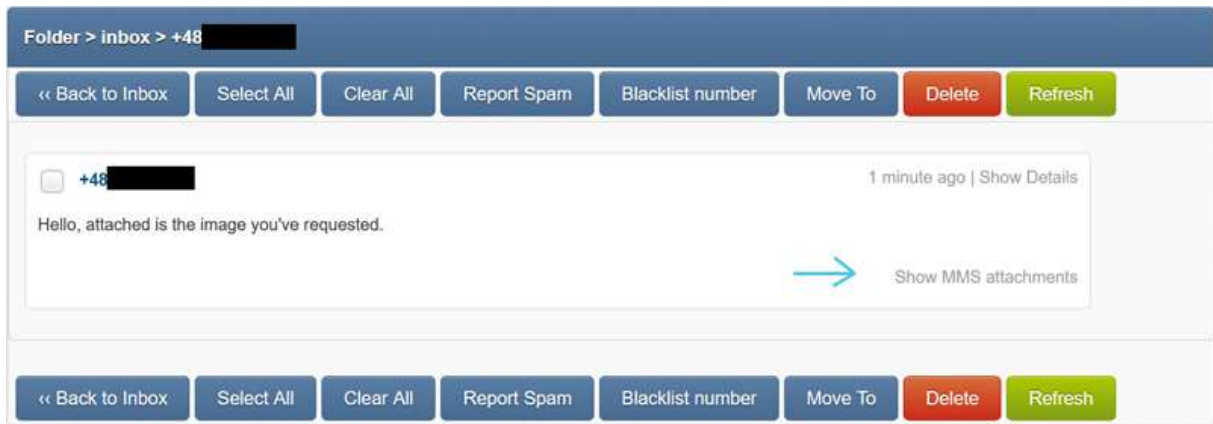 Folder > inbox > +48
‹‹ Back to Inbox Select All Clear All Report Spam Blacklist number Move To Delete Refresh
+48 1 minute ago | Show Details
Hello, attached is the image you've requested.
Show MMS attachments
‹‹ Back to Inbox Select All Clear All Report Spam Blacklist number Move To Delete Refresh